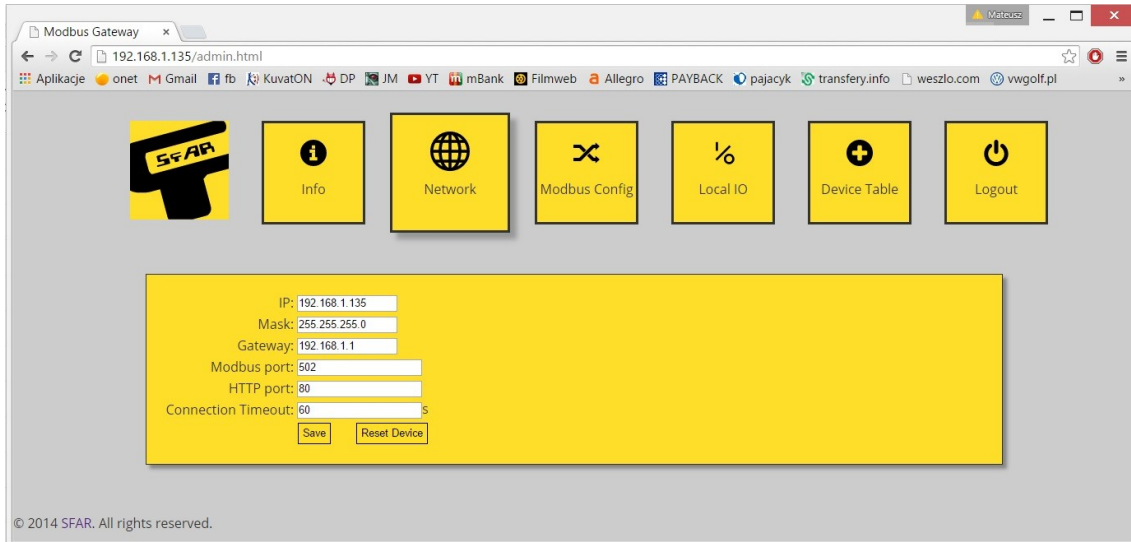 Modbus Gateway
Mateusz
192.168.1.135/admin.html
Aplikacje onet Gmail fb KuvatON DP JM YT mBank Filmweb Allegro PAYBACK pajacyk transfery.info weszlo.com vwgolf.pl »
SFAR
Info Network Modbus Config Local IO Device Table Logout
IP: 192.168.1.135
Mask: 255.255.255.0
Gateway: 192.168.1.1
Modbus port: 502
HTTP port: 80
Connection Timeout: 60 s
Save Reset Device
© 2014 SFAR. All rights reserved.